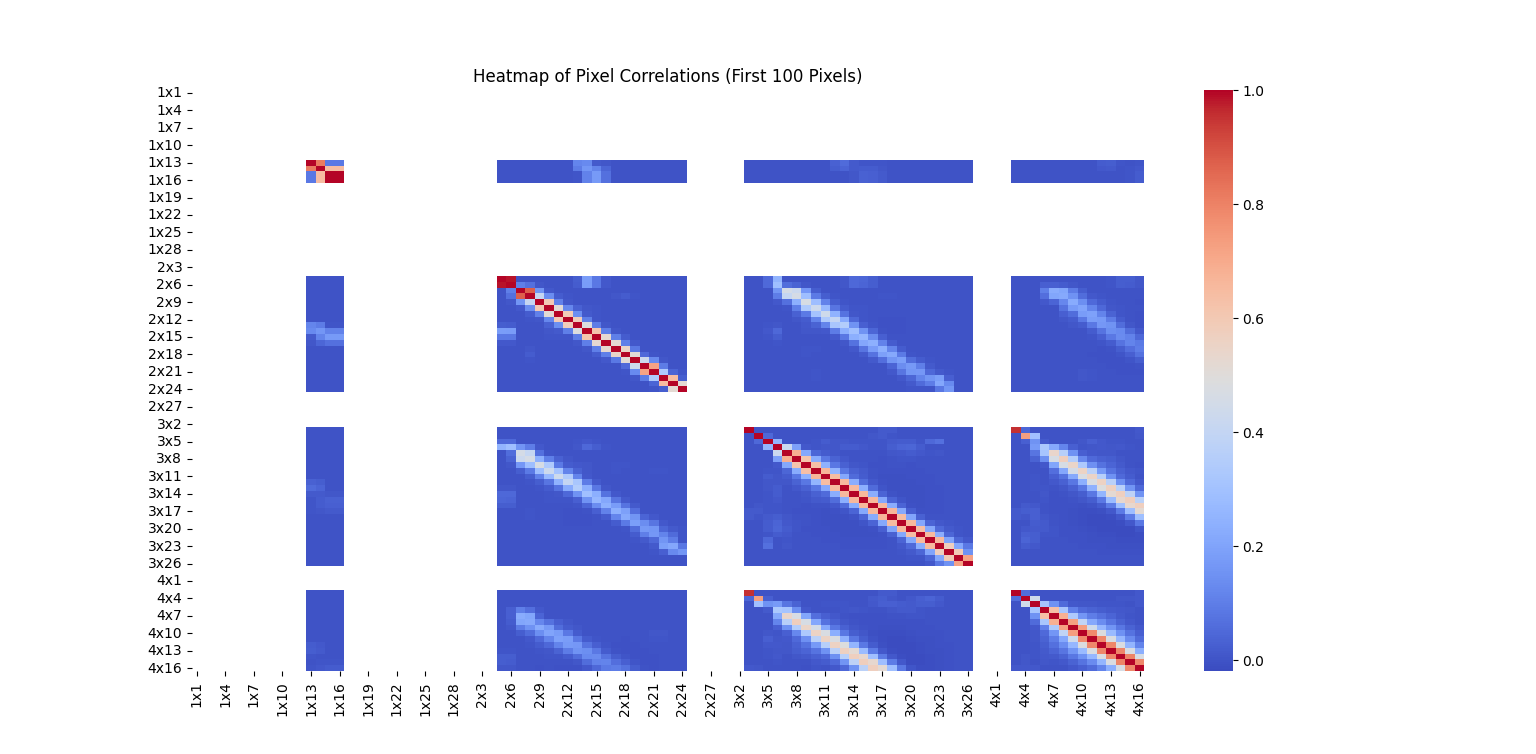 Heatmap of Pixel Correlations (First 100 Pixels)
1x1
1x4
1x7
1x10
1x13
1x16
1x19
1x22
1x25
1x28
2x3
2x6
2x9
2x12
2x15
2x18
2x21
2x24
2x27
3x2
3x5
3x8
3x11
3x14
3x17
3x20
3x23
3x26
4x1
4x4
4x7
4x10
4x13
4x16
1x1 1x4 1x7 1x10 1x13 1x16 1x19 1x22 1x25 1x28 2x3 2x6 2x9 2x12 2x15 2x18 2x21 2x24 2x27 3x2 3x5 3x8 3x11 3x14 3x17 3x20 3x23 3x26 4x1 4x4 4x7 4x10 4x13 4x16
1.0
0.8
0.6
0.4
0.2
0.0